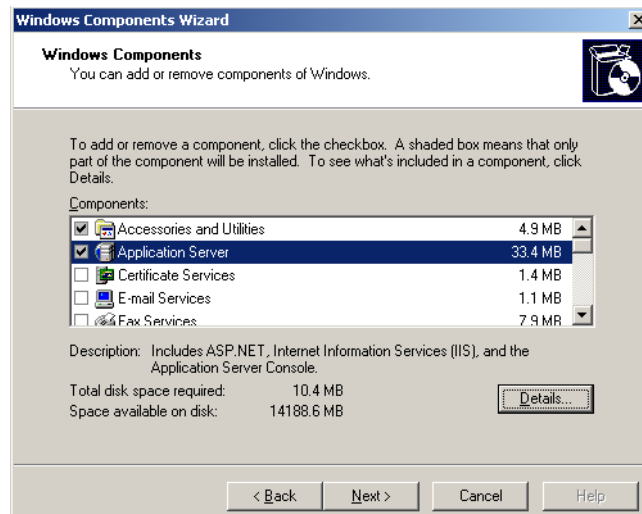 Windows Components Wizard
Windows Components
You can add or remove components of Windows.
To add or remove a component, click the checkbox. A shaded box means that only
part of the component will be installed. To see what's included in a component, click
Details.
Components:
Accessories and Utilities 4.9 MB
Application Server 33.4 MB
Certificate Services 1.4 MB
E-mail Services 1.1 MB
Fax Services 7.9 MB
Description: Includes ASP.NET, Internet Information Services (IIS), and the
Application Server Console.
Total disk space required: 10.4 MB
Space available on disk: 14188.6 MB
Details...
< Back Next > Cancel Help